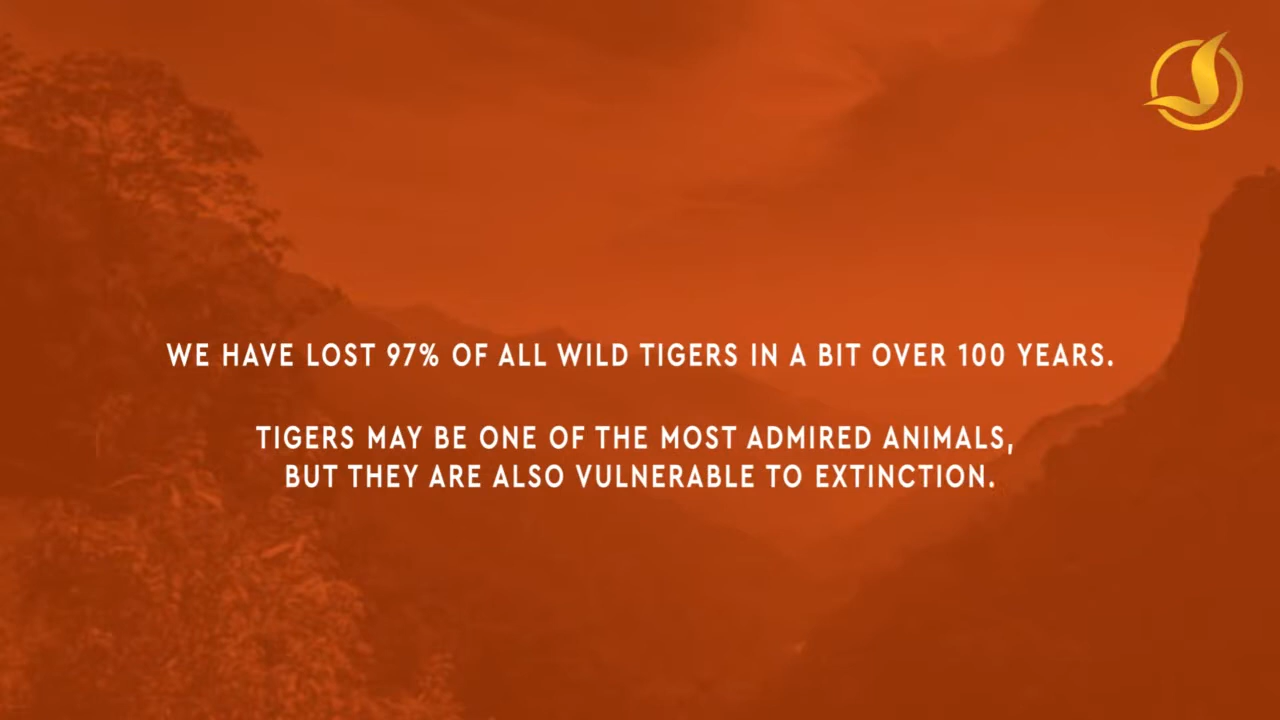 WE HAVE LOST 97% OF ALL WILD TIGERS IN A BIT OVER 100 YEARS.
TIGERS MAY BE ONE OF THE MOST ADMIRED ANIMALS,
BUT THEY ARE ALSO VULNERABLE TO EXTINCTION.